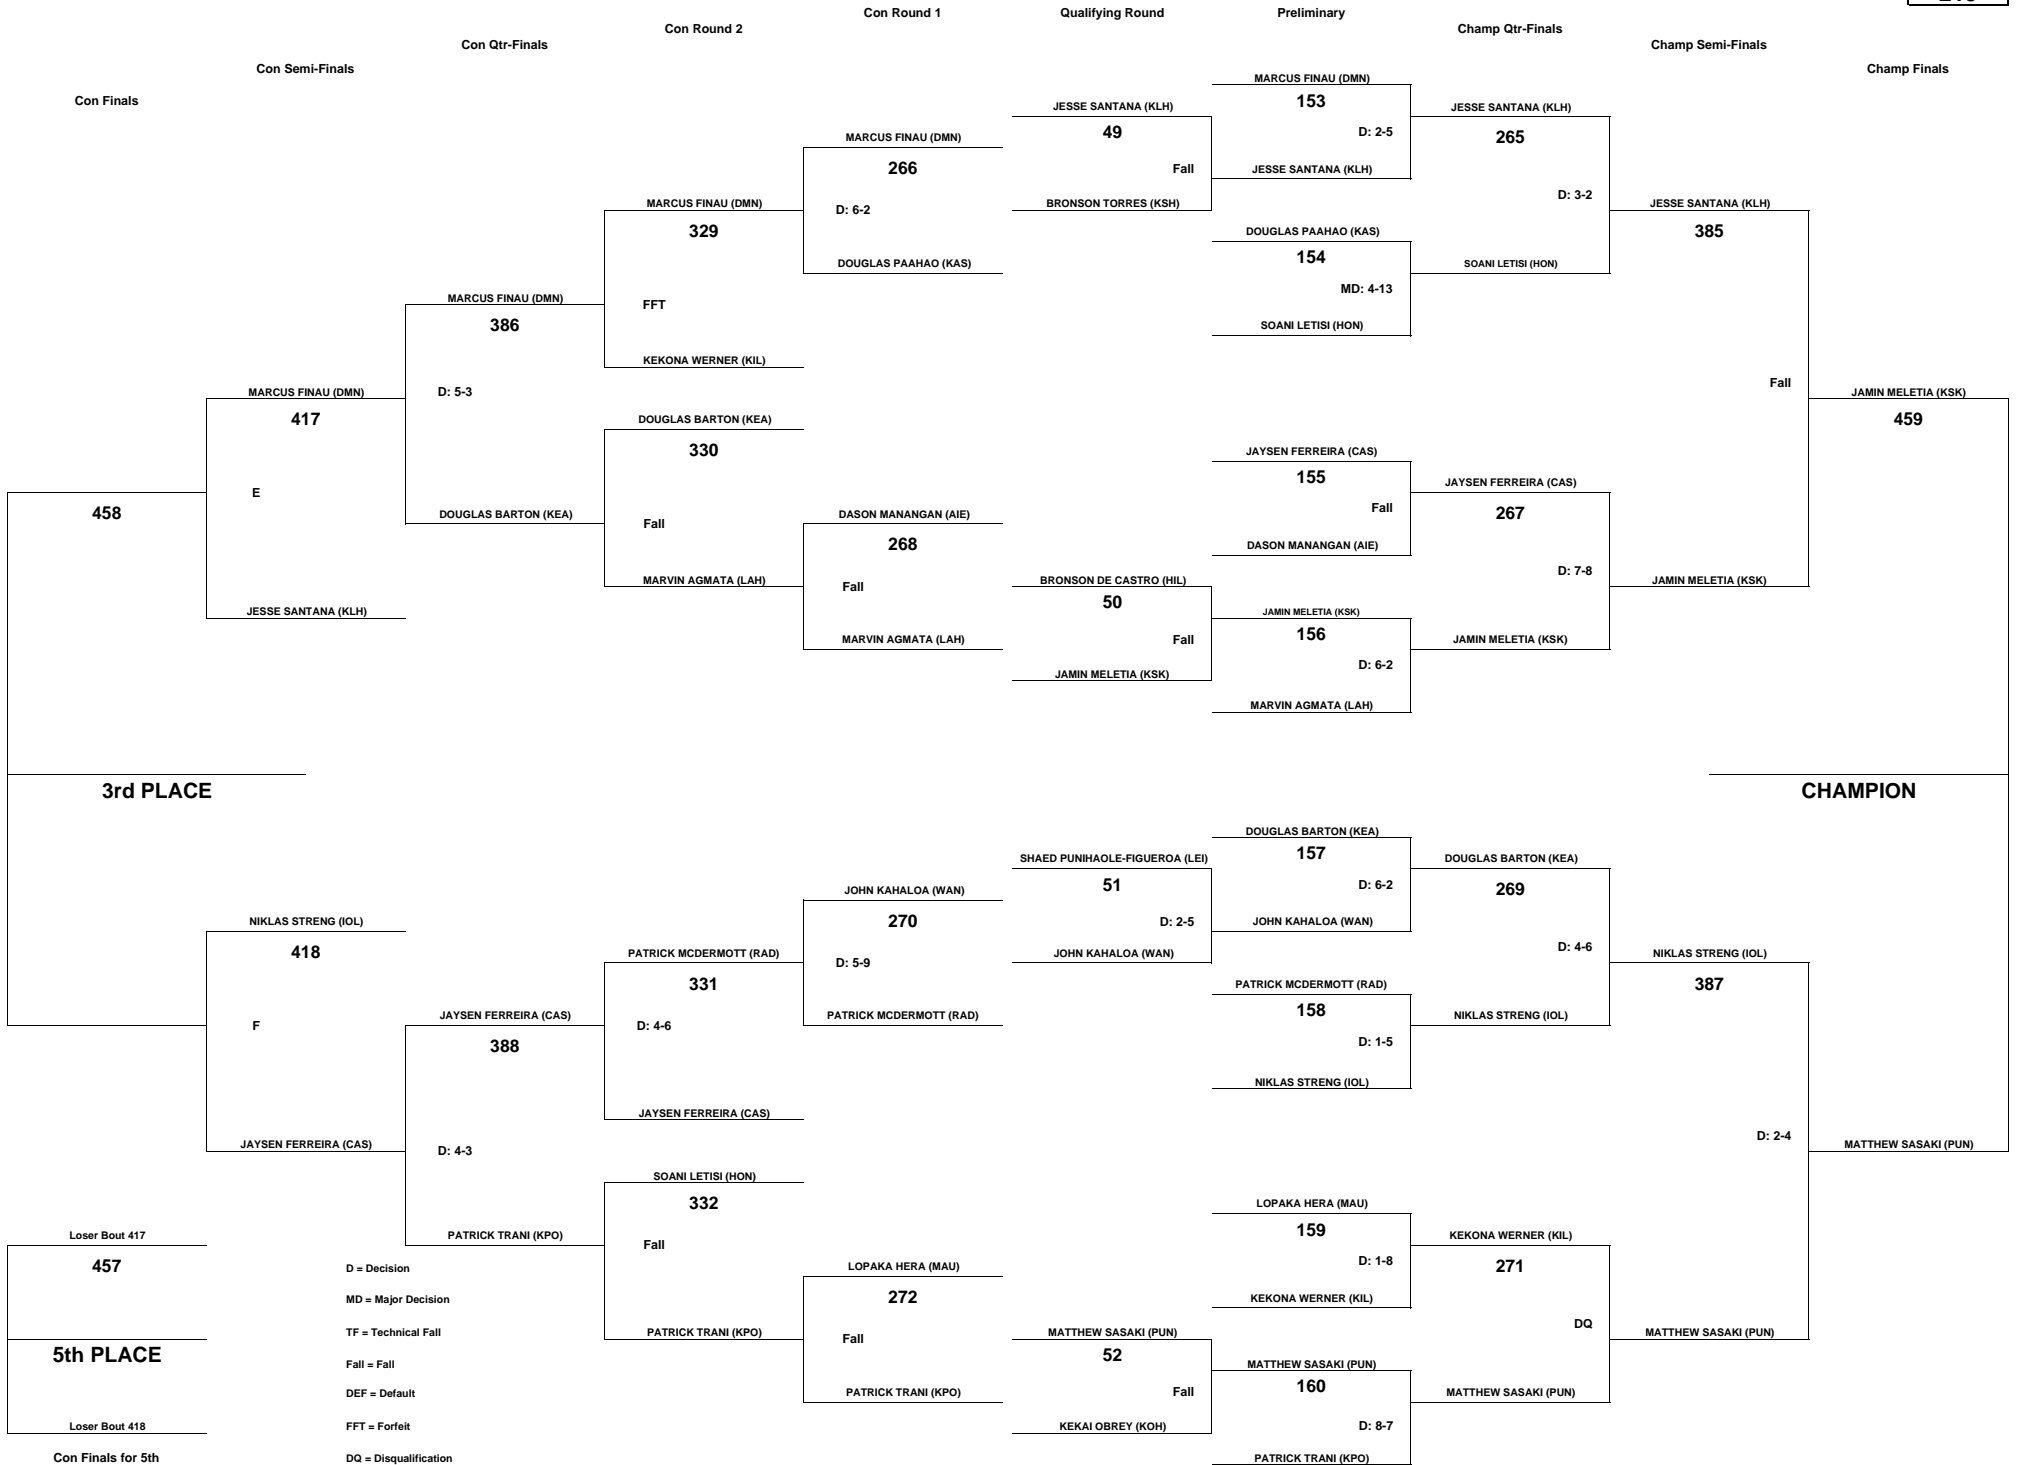 Con Finals
Con Semi-Finals
Con Qtr-Finals
Con Round 2
Con Round 1
Qualifying Round
Preliminary
Champ Qtr-Finals
Champ Semi-Finals
Champ Finals
458
3rd PLACE
Loser Bout 417
457
5th PLACE
Loser Bout 418
Con Finals for 5th
MARCUS FINAU (DMN)
417
E
JESSE SANTANA (KLH)
NIKLAS STRENG (IOL)
418
F
JAYSEN FERREIRA (CAS)
D = Decision
MD = Major Decision
TF = Technical Fall
Fall = Fall
DEF = Default
FFT = Forfeit
DQ = Disqualification
MARCUS FINAU (DMN)
386
D: 5-3
DOUGLAS BARTON (KEA)
JAYSEN FERREIRA (CAS)
388
D: 4-3
PATRICK TRANI (KPO)
MARCUS FINAU (DMN)
329
FFT
KEKONA WERNER (KIL)
DOUGLAS BARTON (KEA)
330
Fall
MARVIN AGMATA (LAH)
PATRICK MCDERMOTT (RAD)
331
D: 4-6
JAYSEN FERREIRA (CAS)
SOANI LETISI (HON)
332
Fall
PATRICK TRANI (KPO)
MARCUS FINAU (DMN)
266
D: 6-2
DOUGLAS PAAHAO (KAS)
DASON MANANGAN (AIE)
268
Fall
MARVIN AGMATA (LAH)
JOHN KAHALOA (WAN)
270
D: 5-9
PATRICK MCDERMOTT (RAD)
LOPAKA HERA (MAU)
272
Fall
PATRICK TRANI (KPO)
JESSE SANTANA (KLH)
49
Fall
BRONSON TORRES (KSH)
BRONSON DE CASTRO (HIL)
50
Fall
JAMIN MELETIA (KSK)
SHAED PUNIHAOLE-FIGUEROA (LEI)
51
D: 2-5
JOHN KAHALOA (WAN)
MATTHEW SASAKI (PUN)
52
Fall
KEKAI OBREY (KOH)
MARCUS FINAU (DMN)
153
D: 2-5
JESSE SANTANA (KLH)
DOUGLAS PAAHAO (KAS)
154
MD: 4-13
SOANI LETISI (HON)
JAYSEN FERREIRA (CAS)
155
Fall
DASON MANANGAN (AIE)
JAMIN MELETIA (KSK)
156
D: 6-2
MARVIN AGMATA (LAH)
DOUGLAS BARTON (KEA)
157
D: 6-2
JOHN KAHALOA (WAN)
PATRICK MCDERMOTT (RAD)
158
D: 1-5
NIKLAS STRENG (IOL)
LOPAKA HERA (MAU)
159
D: 1-8
KEKONA WERNER (KIL)
MATTHEW SASAKI (PUN)
160
D: 8-7
PATRICK TRANI (KPO)
JESSE SANTANA (KLH)
265
D: 3-2
SOANI LETISI (HON)
JAYSEN FERREIRA (CAS)
267
D: 7-8
JAMIN MELETIA (KSK)
DOUGLAS BARTON (KEA)
269
D: 4-6
NIKLAS STRENG (IOL)
KEKONA WERNER (KIL)
271
DQ
MATTHEW SASAKI (PUN)
JESSE SANTANA (KLH)
385
Fall
JAMIN MELETIA (KSK)
NIKLAS STRENG (IOL)
387
D: 2-4
MATTHEW SASAKI (PUN)
JAMIN MELETIA (KSK)
459
CHAMPION
MATTHEW SASAKI (PUN)